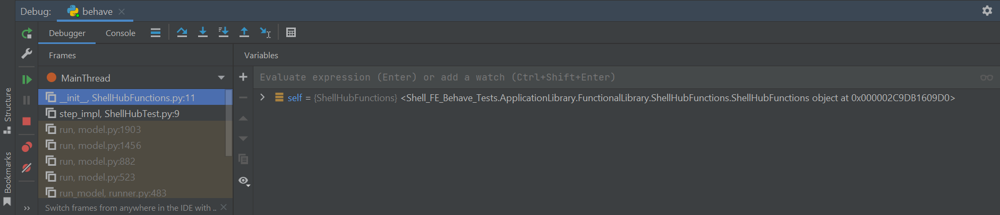 Debug: behave
Debugger Console
Frames
Variables
MainThread
Evaluate expression (Enter) or add a watch (Ctrl+Shift+Enter)
__init__, ShellHubFunctions.py:11
self = {ShellHubFunctions} <Shell_FE_Behave_Tests.ApplicationLibrary.FunctionalLibrary.ShellHubFunctions.ShellHubFunctions object at 0x000002C9DB1609D0>
step_impl, ShellHubTest.py:9
run, model.py:1903
run, model.py:1456
run, model.py:882
run, model.py:523
run_model, runner.py:483
Switch frames from anywhere in the IDE with ..
Structure
Bookmarks